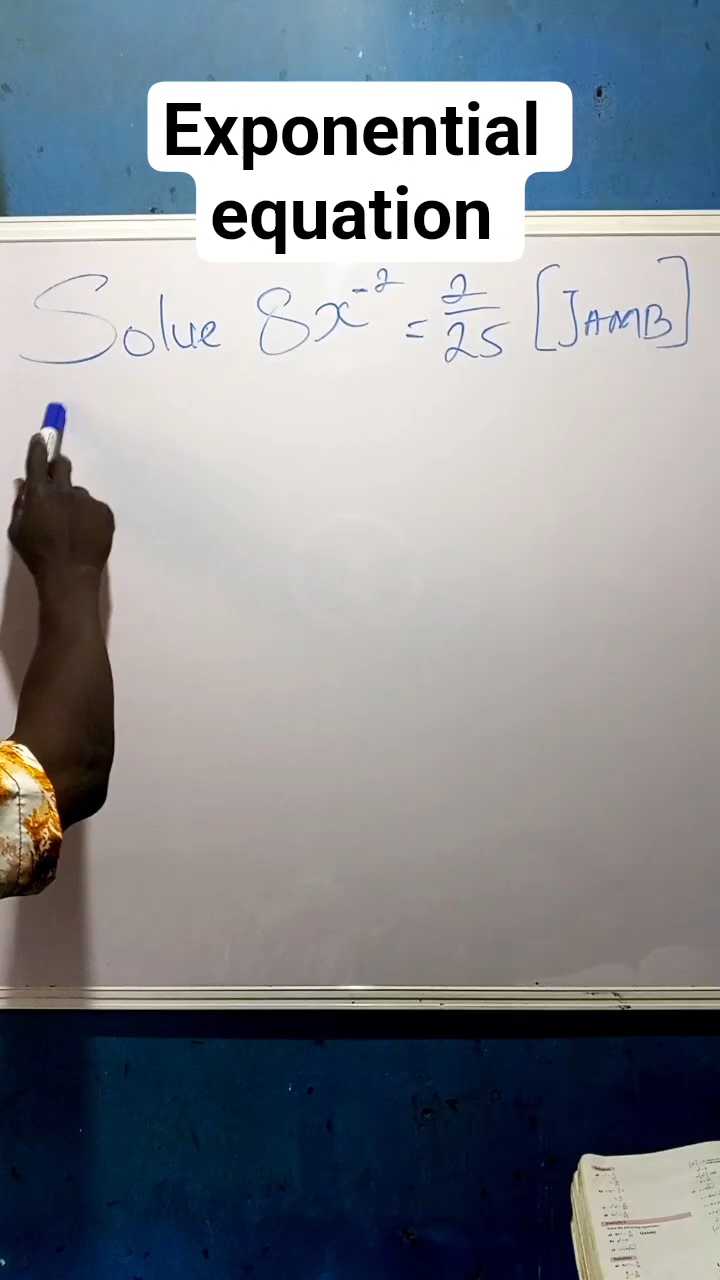 Exponential
equation
Solve 8x⁻² = 2/25 [JAMB]